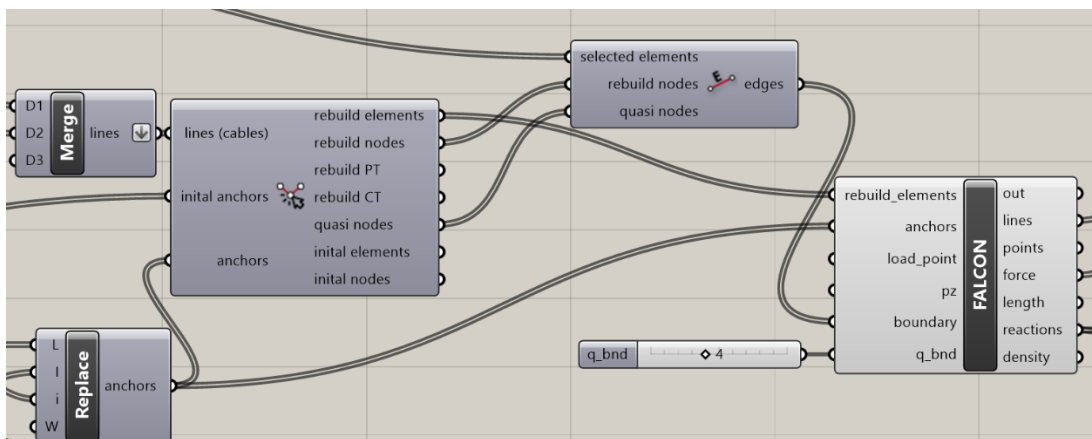 D1
D2
D3
Merge
lines
lines (cables)
inital anchors
anchors
rebuild elements
rebuild nodes
rebuild PT
rebuild CT
quasi nodes
inital elements
inital nodes
selected elements
rebuild nodes
quasi nodes
E
edges
L
I
i
W
Replace
anchors
q_bnd
4
rebuild_elements
anchors
load_point
pz
boundary
q_bnd
FALCON
out
lines
points
force
length
reactions
density